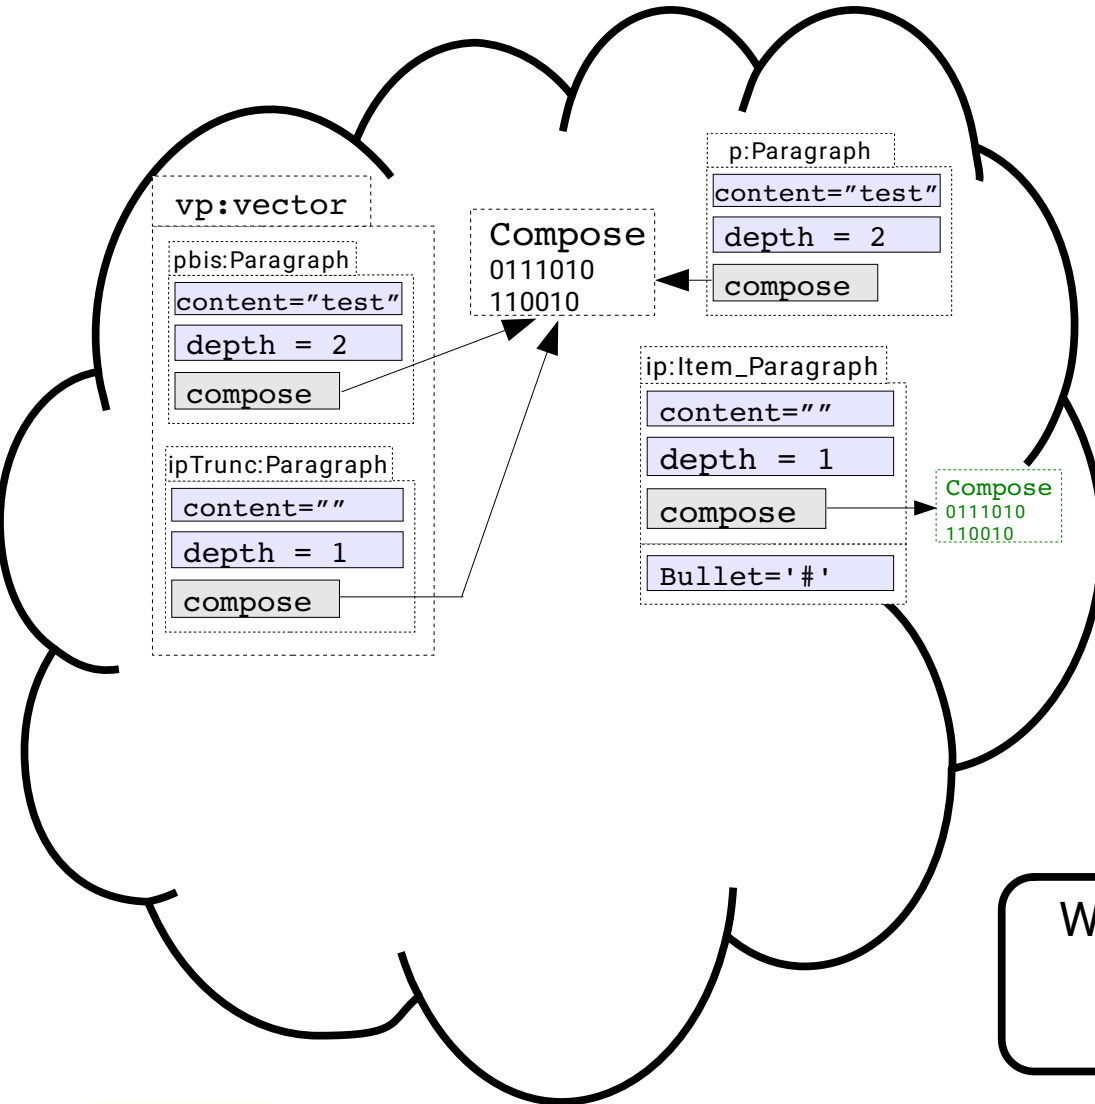 vp:vector
pbis:Paragraph
content=”test”
depth = 2
compose
ipTrunc:Paragraph
content=””
depth = 1
compose
Compose
0111010
110010
p:Paragraph
content=”test”
depth = 2
compose
ip:Item_Paragraph
content=””
depth = 1
compose
Bullet='#'
Compose
0111010
110010
W